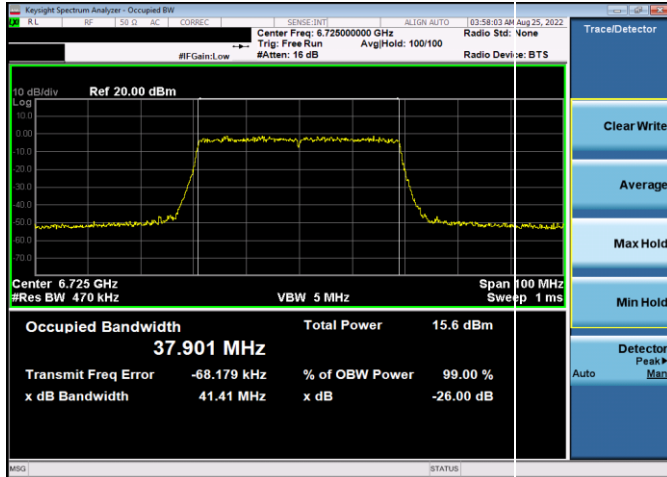 Keysight Spectrum Analyzer - Occupied BW
RL RF 50 Ω AC CORREC SENSE:INT ALIGN AUTO 03:58:03 AM Aug 25, 2022
Center Freq: 6.725000000 GHz Radio Std: None
Trig: Free Run Avg|Hold: 100/100
#IFGain:Low #Atten: 16 dB Radio Device: BTS
Trace/Detector
10 dB/div Ref 20.00 dBm
Log
10.0
0.00
-10.0
-20.0
-30.0
-40.0
-50.0
-60.0
-70.0
Center 6.725 GHz Span 100 MHz
#Res BW 470 kHz VBW 5 MHz Sweep 1 ms
Occupied Bandwidth Total Power 15.6 dBm
37.901 MHz
Transmit Freq Error -68.179 kHz % of OBW Power 99.00 %
x dB Bandwidth 41.41 MHz x dB -26.00 dB
Clear Write
Average
Max Hold
Min Hold
Detector
Peak▶
Auto Man
MSG STATUS